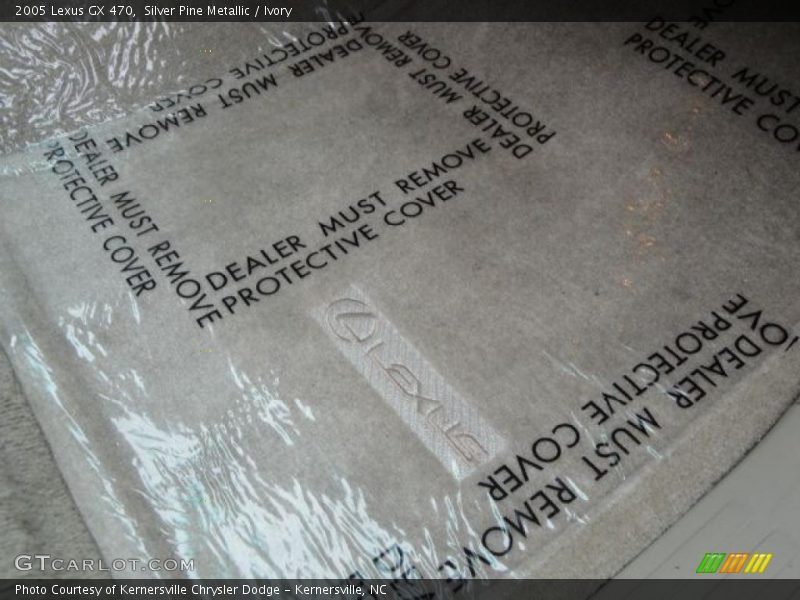 2005 Lexus GX 470, Silver Pine Metallic / Ivory
DEALER MUST REMOVE
PROTECTIVE COVER
DEALER MUST REMOVE
PROTECTIVE COVER
DEALER MUST
PROTECTIVE COV
DEALER MUST REMOVE
PROTECTIVE COVER
DEALER MUST REMOVE
PROTECTIVE COVER
LEXUS
DEALER MUST REMOVE
PROTECTIVE COVER
GTCARLOT.COM
Photo Courtesy of Kernersville Chrysler Dodge - Kernersville, NC